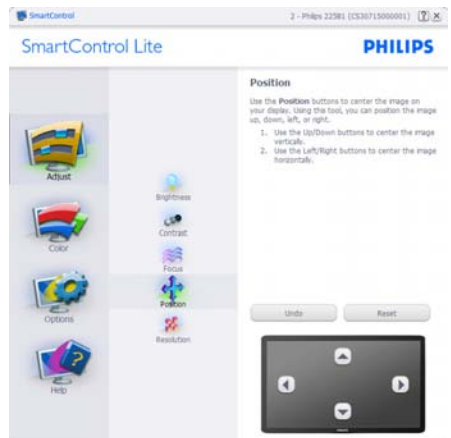 SmartControl
2 - Philips 225B1 (CS30715000001)
SmartControl Lite
PHILIPS
Adjust
Color
Options
Help
Brightness
Contrast
Focus
Position
Resolution
Position
Use the Position buttons to center the image on
your display. Using this tool, you can position the image
up, down, left, or right.
1. Use the Up/Down buttons to center the image
vertically.
2. Use the Left/Right buttons to center the image
horizontally.
Undo
Reset